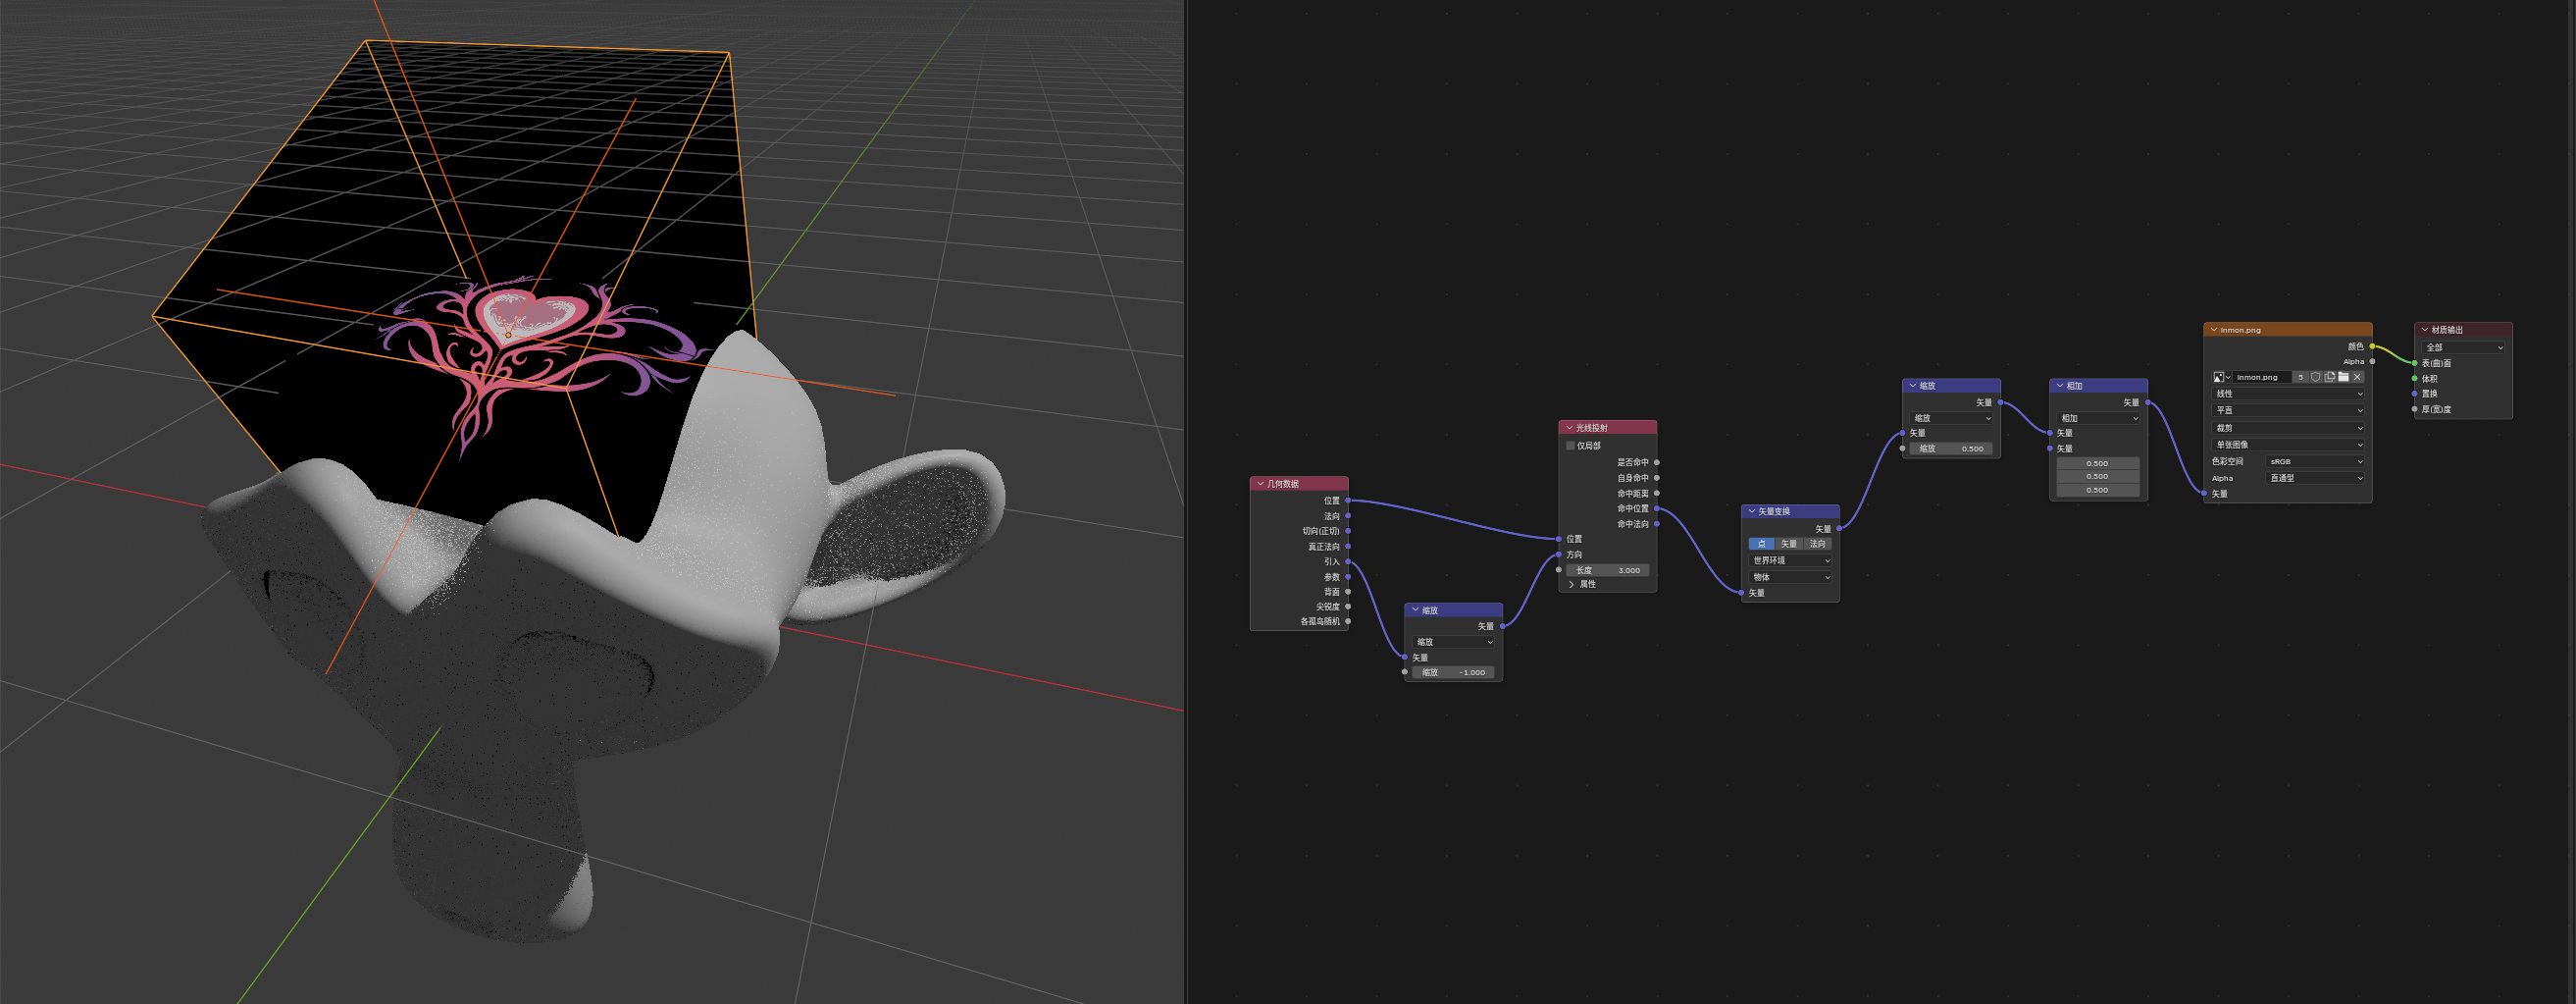 几何数据
位置
法向
切向(正切)
真正法向
引入
参数
背面
尖锐度
各孤岛随机
缩放
矢量
缩放
矢量
缩放 -1.000
光线投射
仅局部
是否命中
自身命中
命中距离
命中位置
命中法向
位置
方向
长度 3.000
属性
矢量变换
矢量
点 矢量 法向
世界环境
物体
矢量
缩放
矢量
缩放
矢量
缩放 0.500
相加
矢量
相加
矢量
矢量
0.500
0.500
0.500
Inmon.png
颜色
Alpha
Inmon.png 5
线性
平直
裁剪
单张图像
色彩空间 sRGB
Alpha 直通型
矢量
材质输出
全部
表(曲)面
体积
置换
厚(宽)度